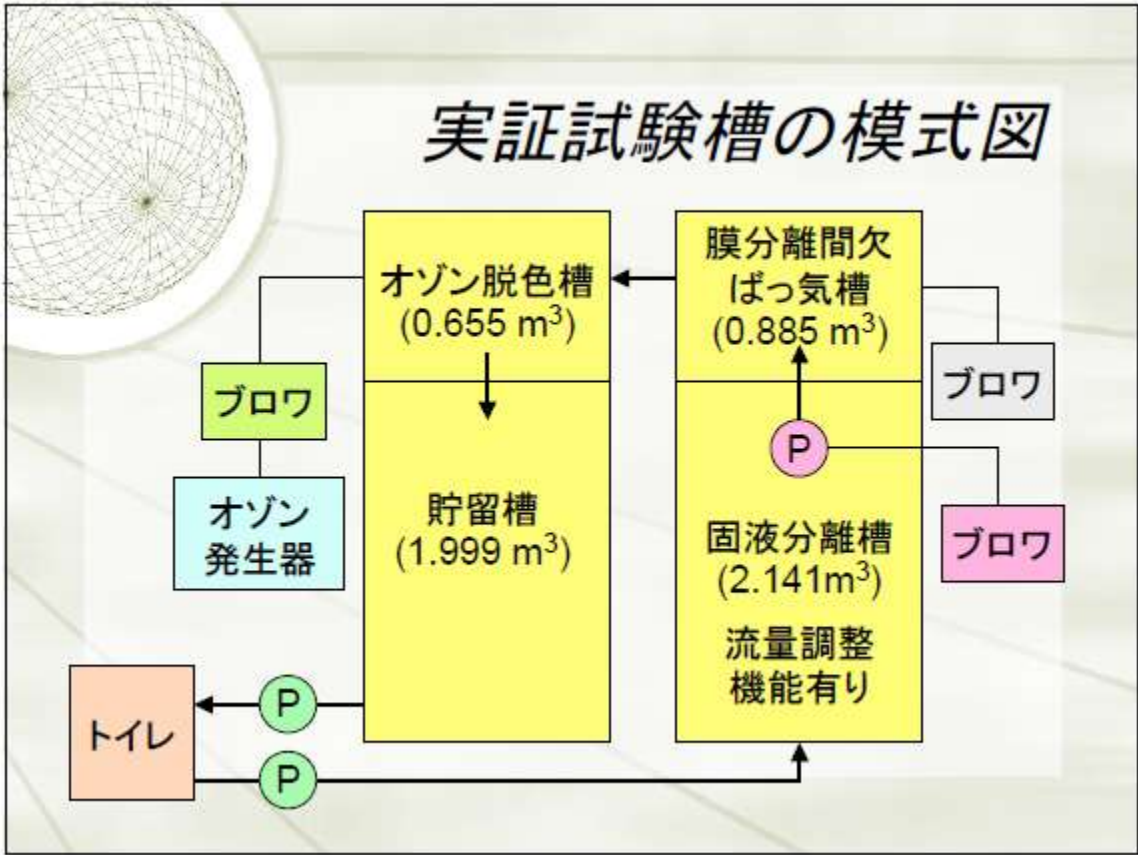 実証試験槽の模式図
オゾン脱色槽
(0.655 m³)
膜分離間欠
ばっ気槽
(0.885 m³)
ブロワ
ブロワ
P
オゾン
発生器
貯留槽
(1.999 m³)
固液分離槽
(2.141m³)
ブロワ
流量調整
機能有り
トイレ
P
P